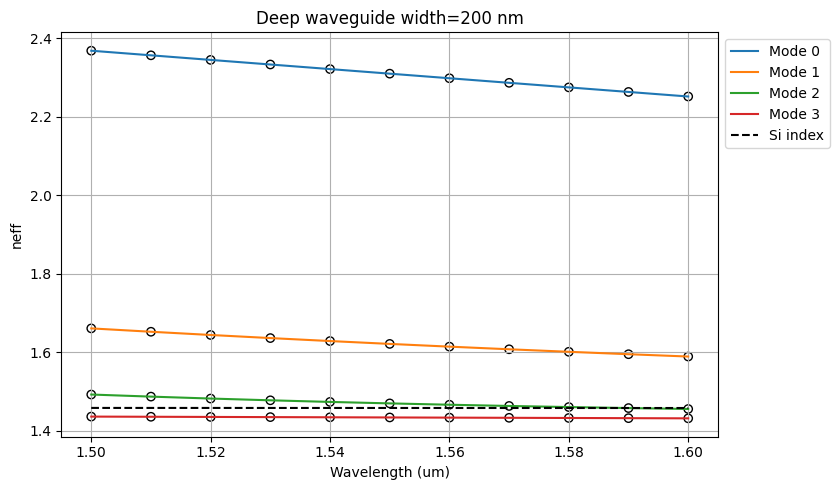 Deep waveguide width=200 nm
2.4
2.2
2.0
1.8
1.6
1.4
neff
1.50
1.52
1.54
1.56
1.58
1.60
Wavelength (um)
Mode 0
Mode 1
Mode 2
Mode 3
Si index